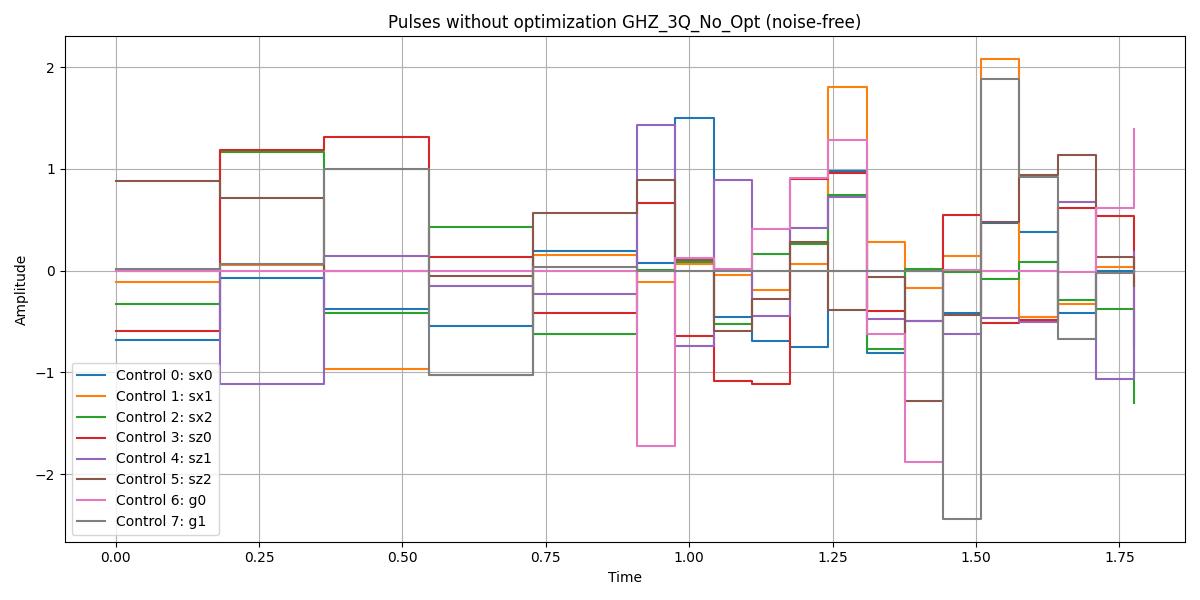 Pulses without optimization GHZ_3Q_No_Opt (noise-free)
Amplitude
2
1
0
−1
−2
Control 0: sx0
Control 1: sx1
Control 2: sx2
Control 3: sz0
Control 4: sz1
Control 5: sz2
Control 6: g0
Control 7: g1
0.00 0.25 0.50 0.75 1.00 1.25 1.50 1.75
Time